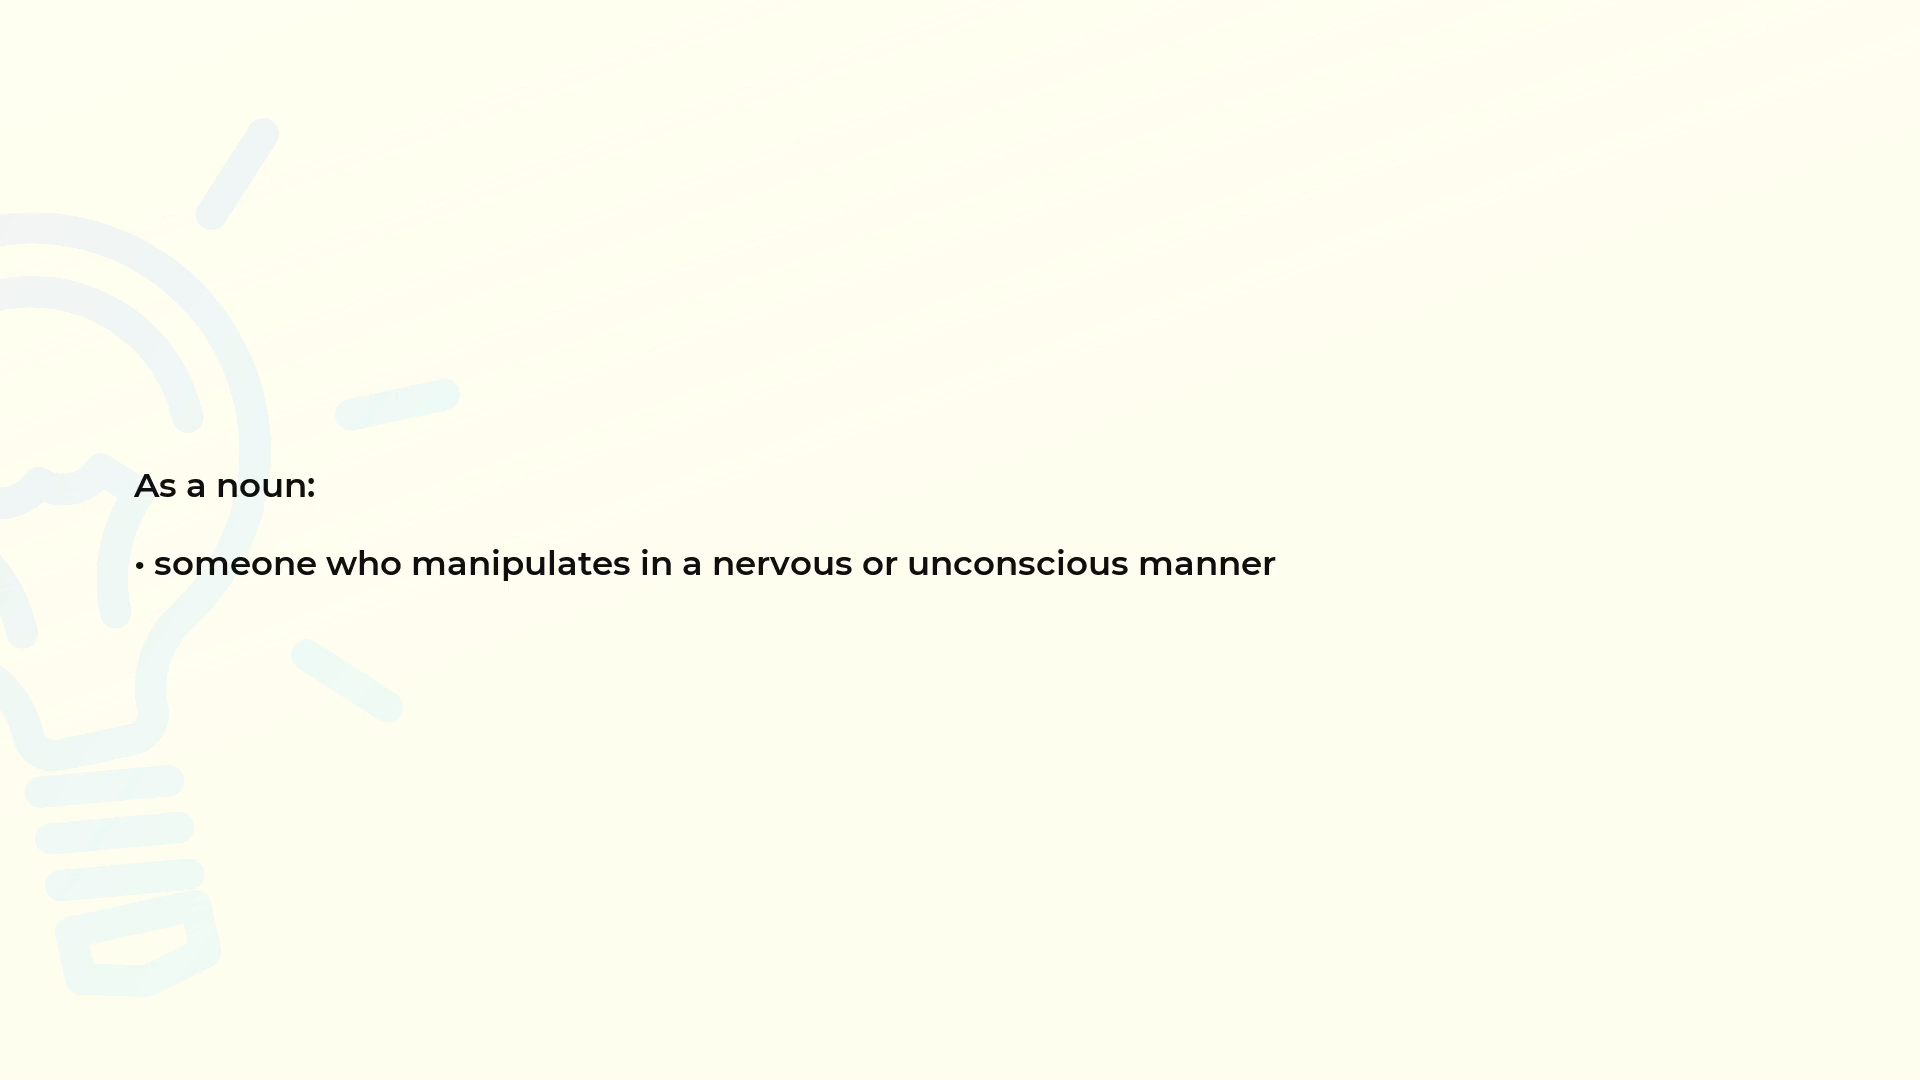 As a noun:
• someone who manipulates in a nervous or unconscious manner